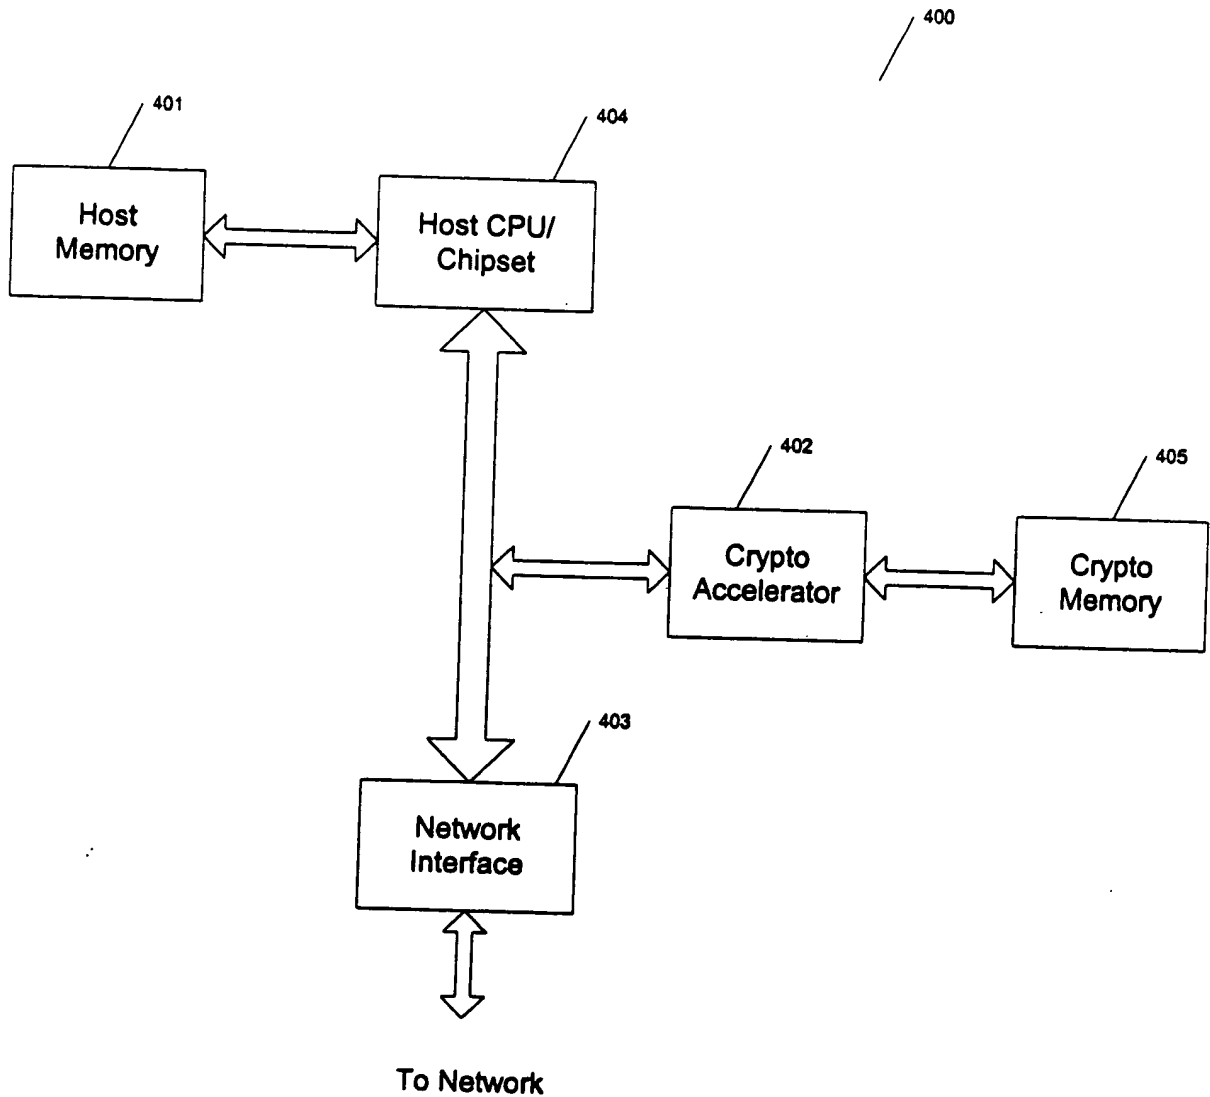 400
401
404
Host
Memory
Host CPU/
Chipset
402
405
Crypto
Accelerator
Crypto
Memory
403
Network
Interface
To Network